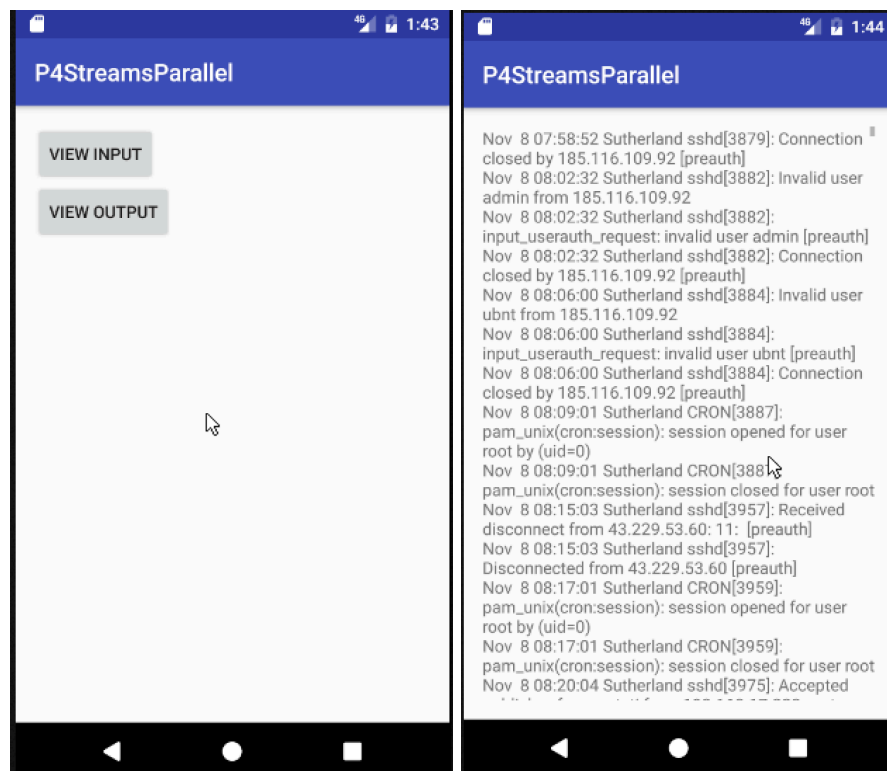 4G 1:43
P4StreamsParallel
VIEW INPUT
VIEW OUTPUT
4G 1:44
P4StreamsParallel
Nov 8 07:58:52 Sutherland sshd[3879]: Connection
closed by 185.116.109.92 [preauth]
Nov 8 08:02:32 Sutherland sshd[3882]: Invalid user
admin from 185.116.109.92
Nov 8 08:02:32 Sutherland sshd[3882]:
input_userauth_request: invalid user admin [preauth]
Nov 8 08:02:32 Sutherland sshd[3882]: Connection
closed by 185.116.109.92 [preauth]
Nov 8 08:06:00 Sutherland sshd[3884]: Invalid user
ubnt from 185.116.109.92
Nov 8 08:06:00 Sutherland sshd[3884]:
input_userauth_request: invalid user ubnt [preauth]
Nov 8 08:06:00 Sutherland sshd[3884]: Connection
closed by 185.116.109.92 [preauth]
Nov 8 08:09:01 Sutherland CRON[3887]:
pam_unix(cron:session): session opened for user
root by (uid=0)
Nov 8 08:09:01 Sutherland CRON[388
pam_unix(cron:session): session closed for user root
Nov 8 08:15:03 Sutherland sshd[3957]: Received
disconnect from 43.229.53.60: 11: [preauth]
Nov 8 08:15:03 Sutherland sshd[3957]:
Disconnected from 43.229.53.60 [preauth]
Nov 8 08:17:01 Sutherland CRON[3959]:
pam_unix(cron:session): session opened for user
root by (uid=0)
Nov 8 08:17:01 Sutherland CRON[3959]:
pam_unix(cron:session): session closed for user root
Nov 8 08:20:04 Sutherland sshd[3975]: Accepted